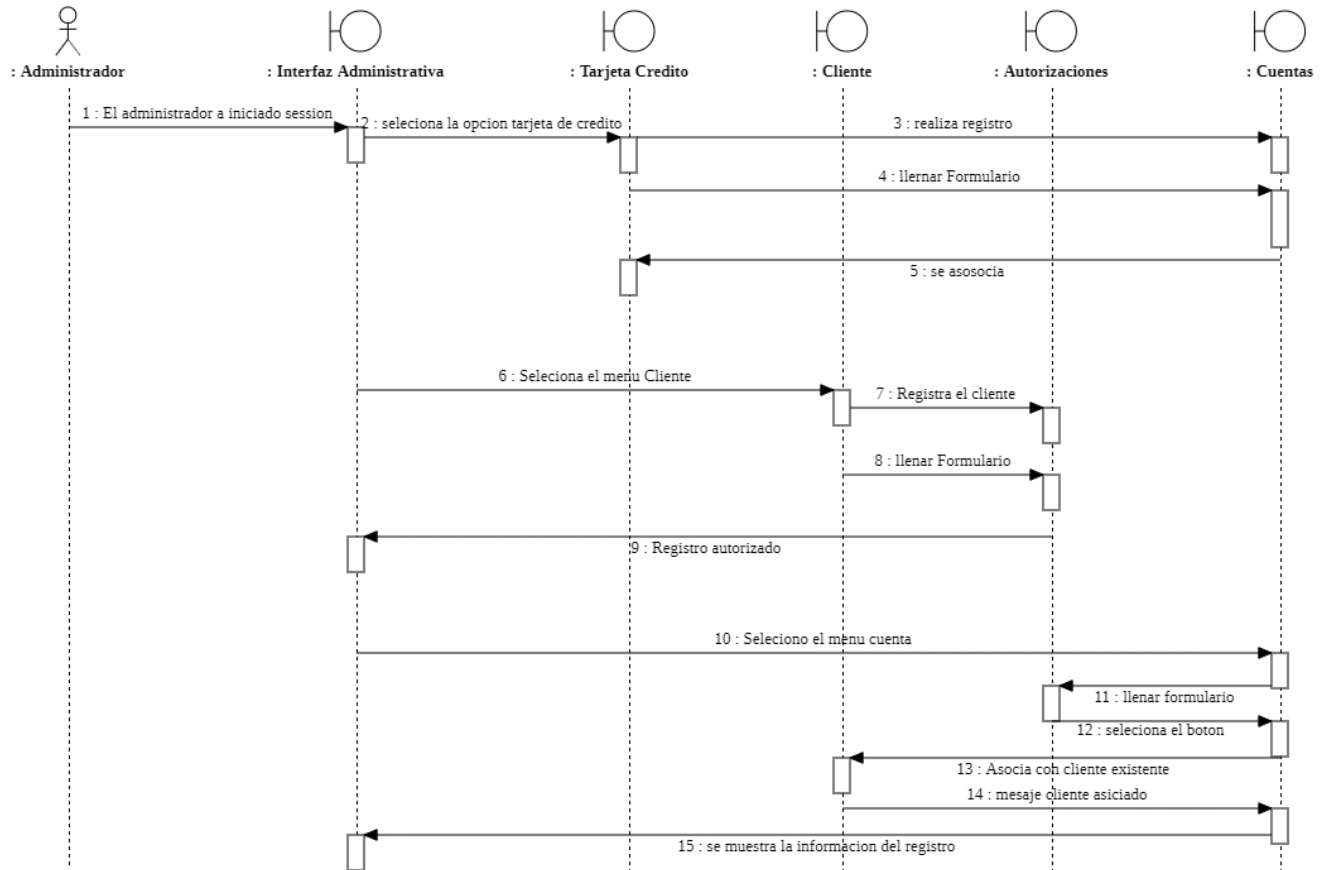 : Administrador
: Interfaz Administrativa
: Tarjeta Credito
: Cliente
: Autorizaciones
: Cuentas
1 : El administrador a iniciado session
2 : seleciona la opcion tarjeta de credito
3 : realiza registro
4 : llernar Formulario
5 : se asosocia
6 : Seleciona el menu Cliente
7 : Registra el cliente
8 : llenar Formulario
9 : Registro autorizado
10 : Seleciono el menu cuenta
11 : llenar formulario
12 : seleciona el boton
13 : Asocia con cliente existente
14 : mesaje cliente asiciado
15 : se muestra la informacion del registro